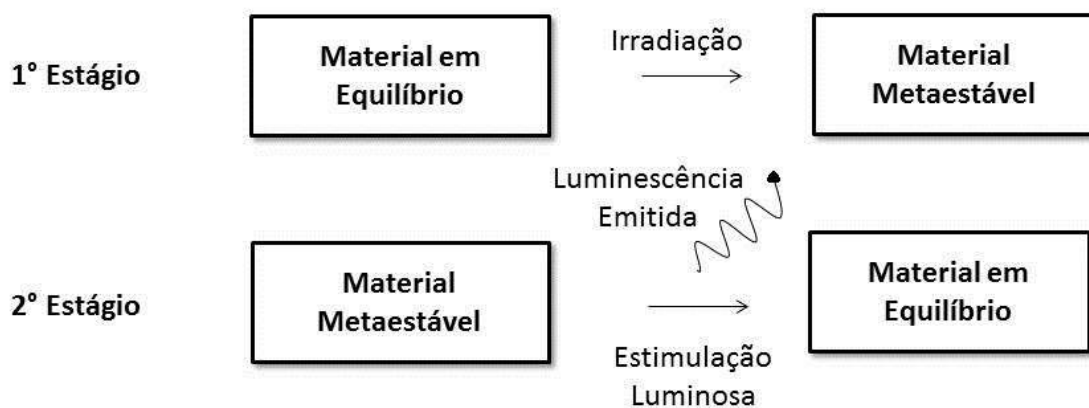 1° Estágio
Material em
Equilíbrio
Irradiação
Material
Metaestável
Luminescência
Emitida
2° Estágio
Material
Metaestável
Material em
Equilíbrio
Estimulação
Luminosa